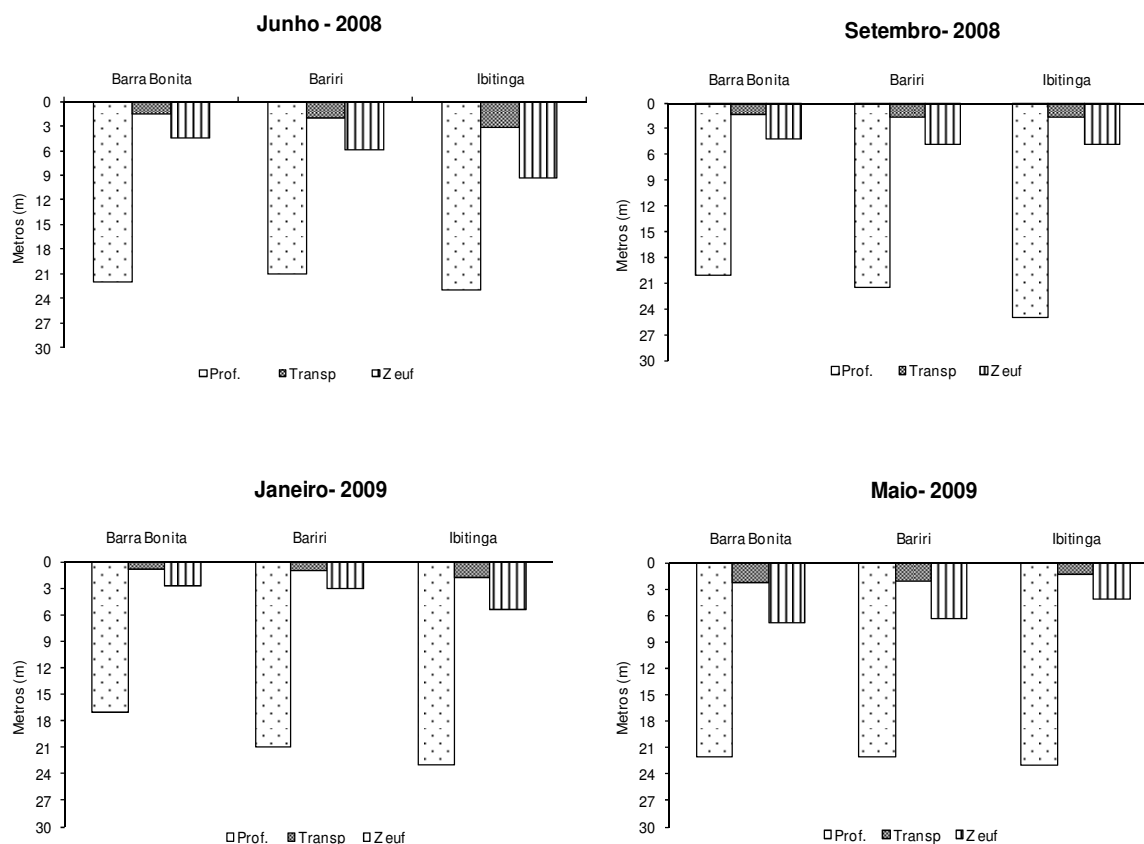 Junho - 2008
Barra Bonita Bariri Ibitinga
0
3
6
9
12
15
18
21
24
27
30
Metros (m)
Prof. Transp Z euf
Setembro- 2008
Barra Bonita Bariri Ibitinga
0
3
6
9
12
15
18
21
24
27
30
Metros (m)
Prof. Transp Z euf
Janeiro- 2009
Barra Bonita Bariri Ibitinga
0
3
6
9
12
15
18
21
24
27
30
Metros (m)
Prof. Transp Z euf
Maio- 2009
Barra Bonita Bariri Ibitinga
0
3
6
9
12
15
18
21
24
27
30
Metros (m)
Prof. Transp Z euf